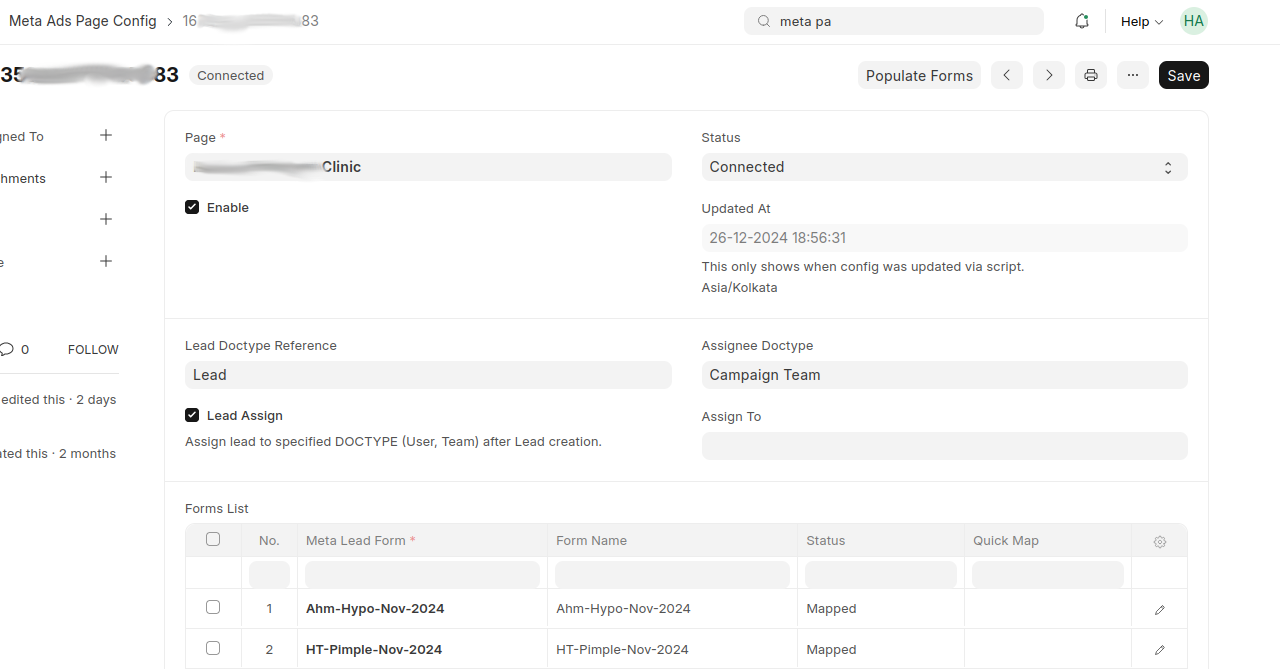 Meta Ads Page Config > 16 83
meta pa
Help
HA
35 83
Connected
Populate Forms
Save
gned To
hments
e
0 FOLLOW
edited this · 2 days
ated this · 2 months
Page *
Clinic
Enable
Status
Connected
Updated At
26-12-2024 18:56:31
This only shows when config was updated via script.
Asia/Kolkata
Lead Doctype Reference
Lead
Lead Assign
Assign lead to specified DOCTYPE (User, Team) after Lead creation.
Assignee Doctype
Campaign Team
Assign To
Forms List
No. Meta Lead Form * Form Name Status Quick Map
1 Ahm-Hypo-Nov-2024 Ahm-Hypo-Nov-2024 Mapped
2 HT-Pimple-Nov-2024 HT-Pimple-Nov-2024 Mapped